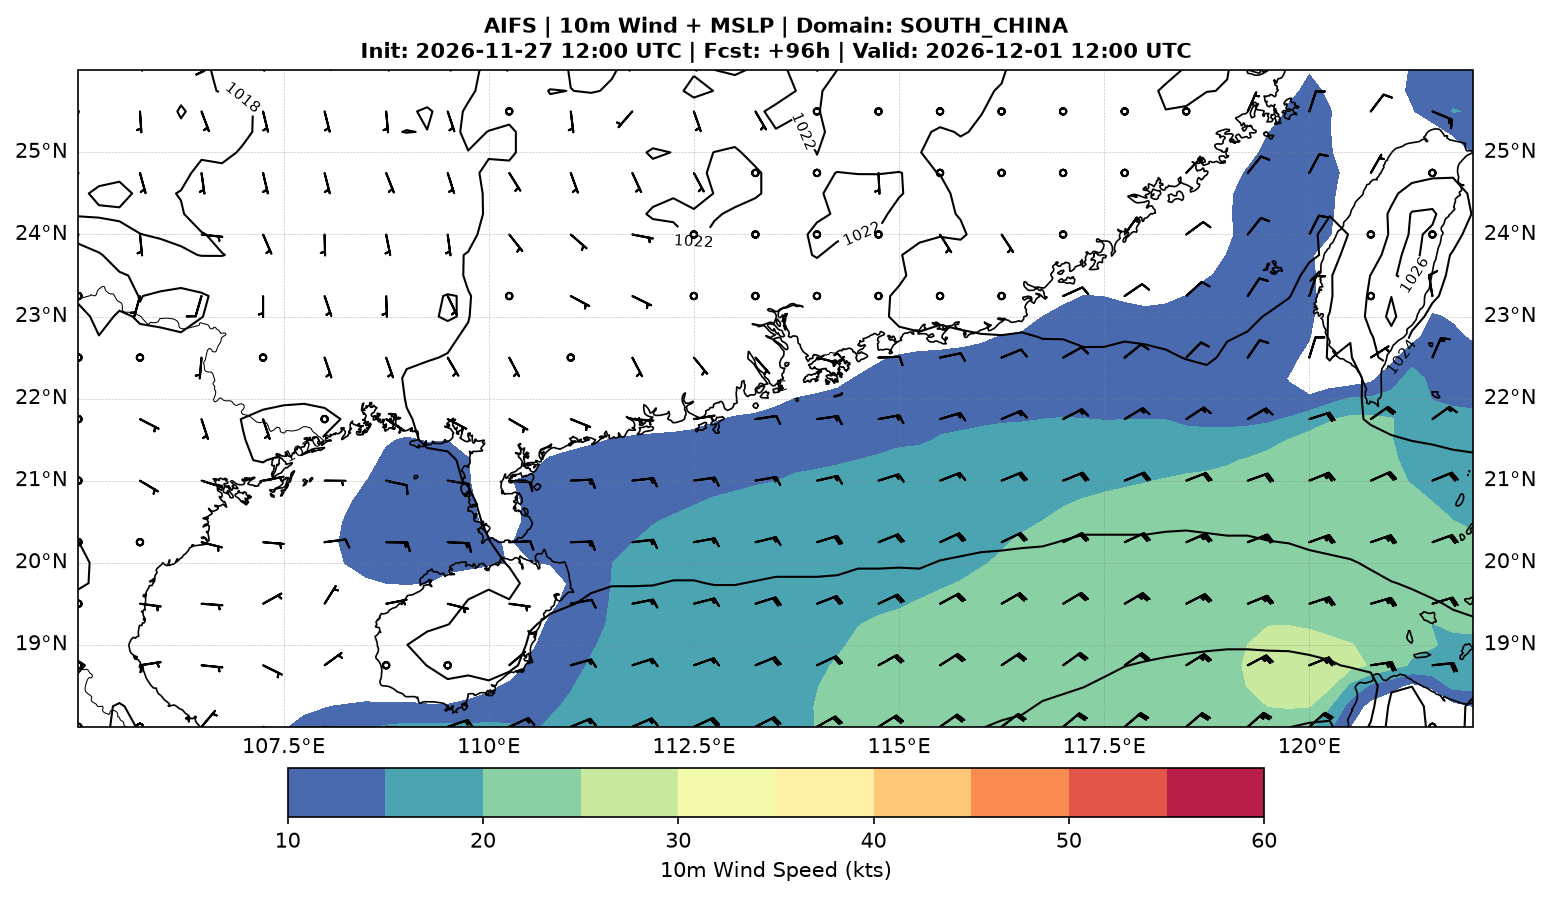 AIFS | 10m Wind + MSLP | Domain: SOUTH_CHINA
Init: 2026-11-27 12:00 UTC | Fcst: +96h | Valid: 2026-12-01 12:00 UTC
1018
1022
25°N
25°N
24°N
1022
1022
24°N
1026
23°N
23°N
1024
22°N
22°N
21°N
21°N
20°N
20°N
19°N
19°N
107.5°E
110°E
112.5°E
115°E
117.5°E
120°E
10
20
30
40
50
60
10m Wind Speed (kts)